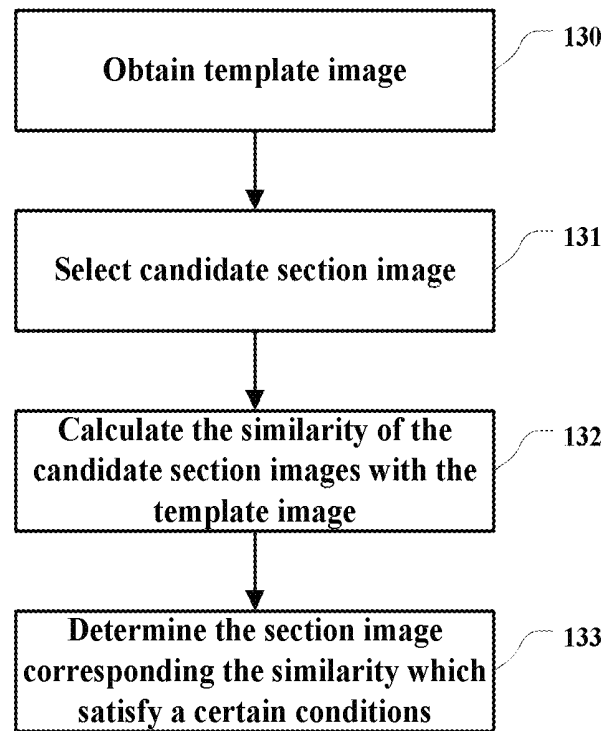 Obtain template image
130
Select candidate section image
131
Calculate the similarity of the
candidate section images with the
template image
132
Determine the section image
corresponding the similarity which
satisfy a certain conditions
133